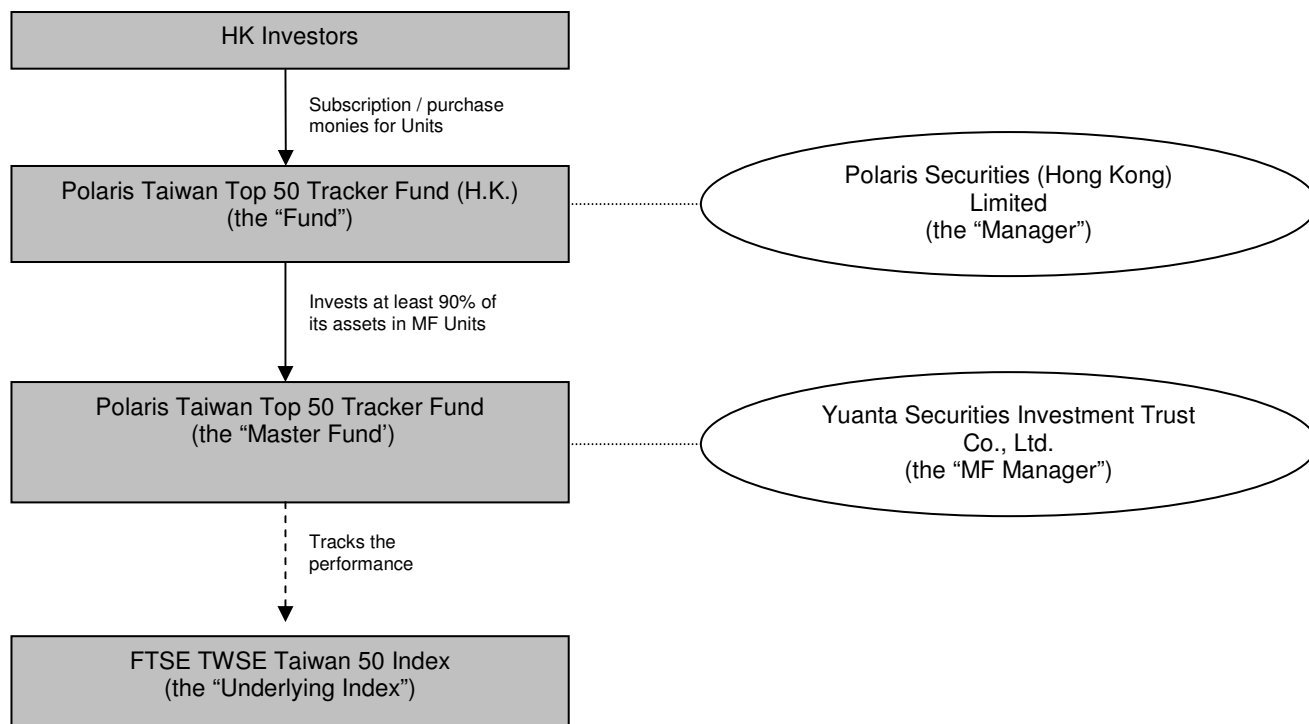 HK Investors
Subscription / purchase
monies for Units
Polaris Taiwan Top 50 Tracker Fund (H.K.)
(the “Fund”)
Polaris Securities (Hong Kong)
Limited
(the “Manager”)
Invests at least 90% of
its assets in MF Units
Polaris Taiwan Top 50 Tracker Fund
(the “Master Fund’)
Yuanta Securities Investment Trust
Co., Ltd.
(the “MF Manager”)
Tracks the
performance
FTSE TWSE Taiwan 50 Index
(the “Underlying Index”)